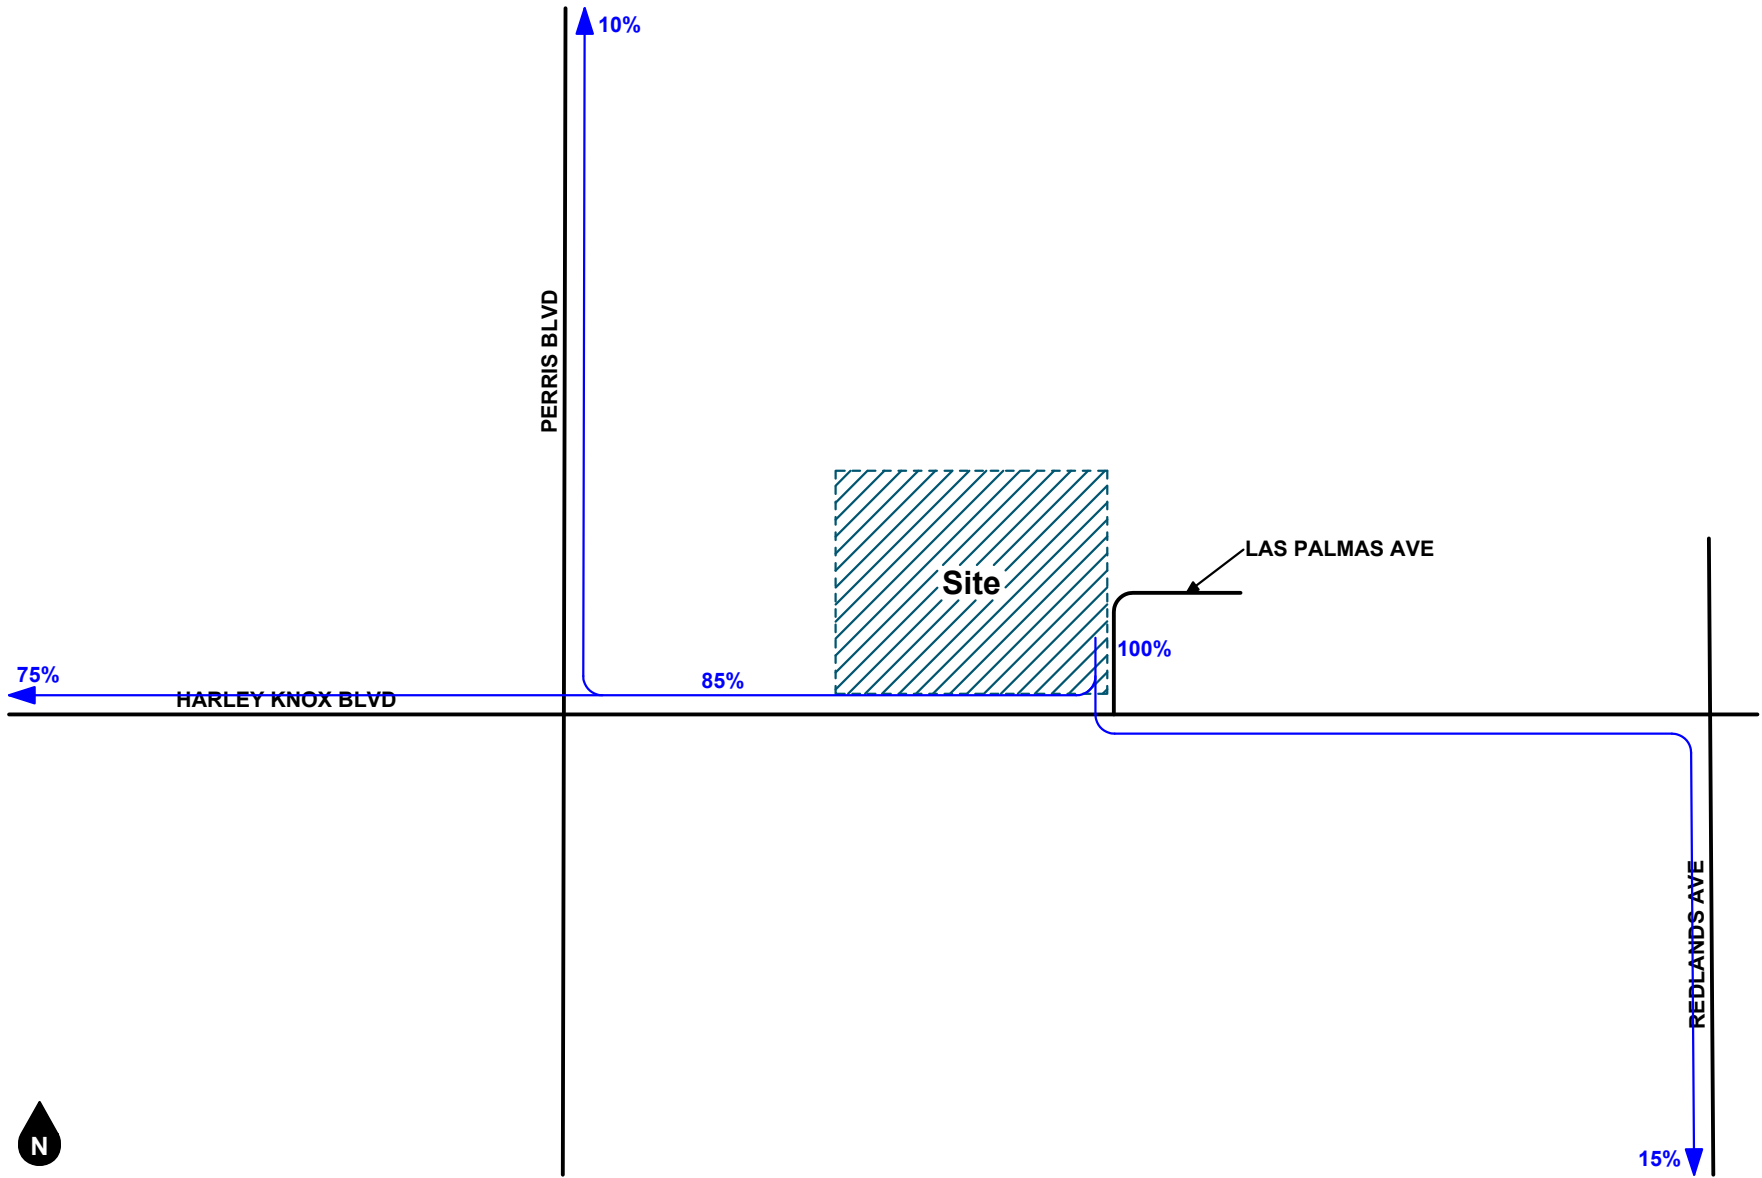 10%
PERRIS BLVD
LAS PALMAS AVE
Site
100%
75%
85%
HARLEY KNOX BLVD
REDLANDS AVE
N
15%